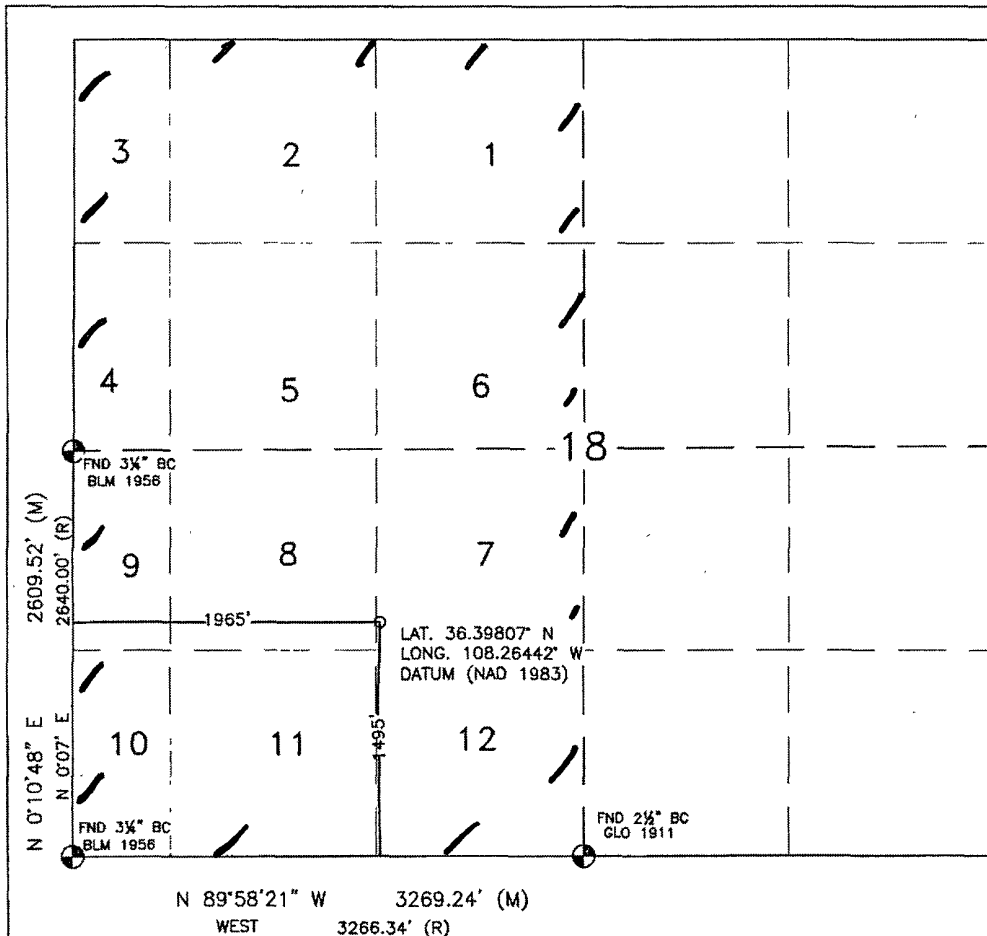 3 2 1
4 5 6
18
FND 3¼" BC
BLM 1956
2609.52' (M)
2640.00' (R)
9 8 7
1965'
LAT. 36.39807° N
LONG. 108.26442° W
DATUM (NAD 1983)
1495'
10 11 12
N 0°10'48" E
N 0°07' E
FND 3¼" BC
BLM 1956
FND 2½" BC
GLO 1911
N 89°58'21" W 3269.24' (M)
WEST 3266.34' (R)